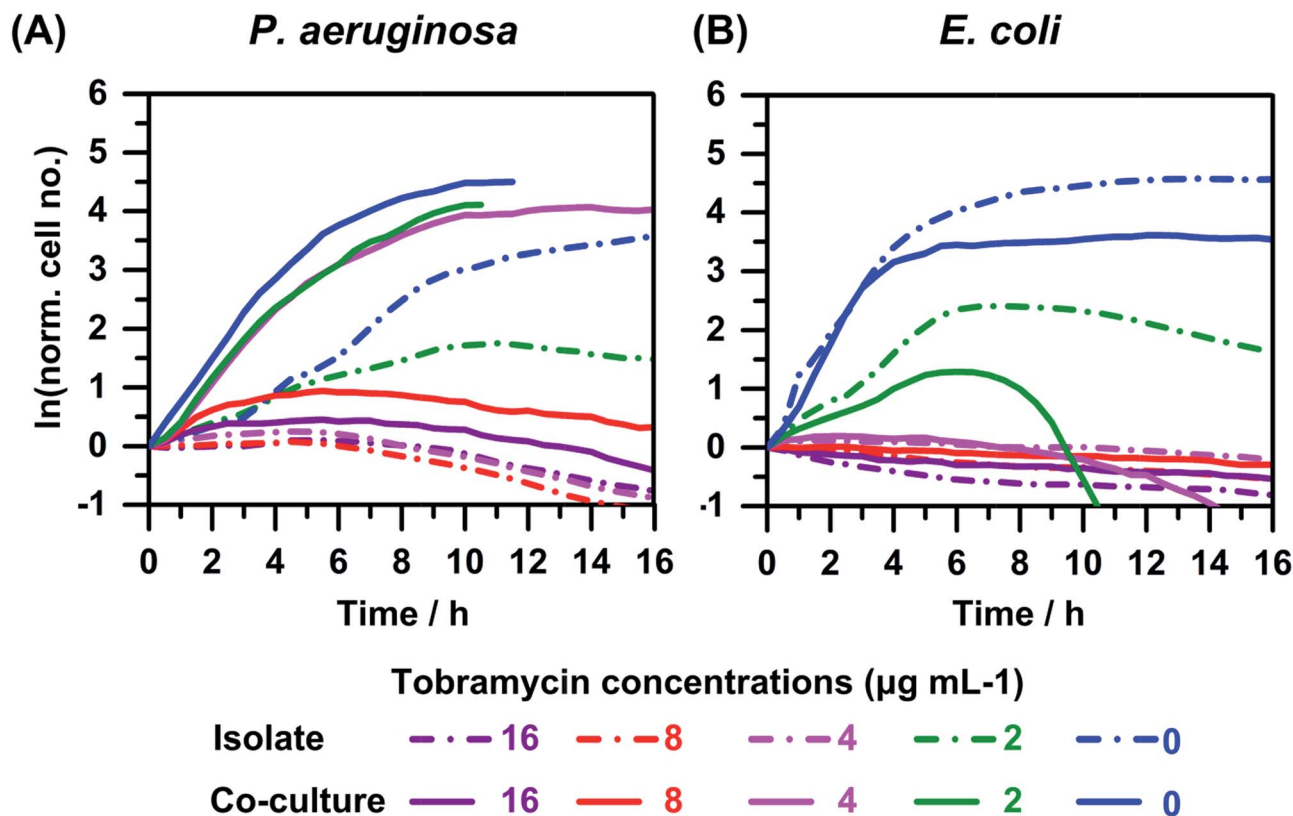 (A) P. aeruginosa
(B) E. coli
ln(norm. cell no.)
6
5
4
3
2
1
0
-1
0 2 4 6 8 10 12 14 16
Time / h
6
5
4
3
2
1
0
-1
0 2 4 6 8 10 12 14 16
Time / h
Tobramycin concentrations (µg mL-1)
Isolate 16 8 4 2 0
Co-culture 16 8 4 2 0